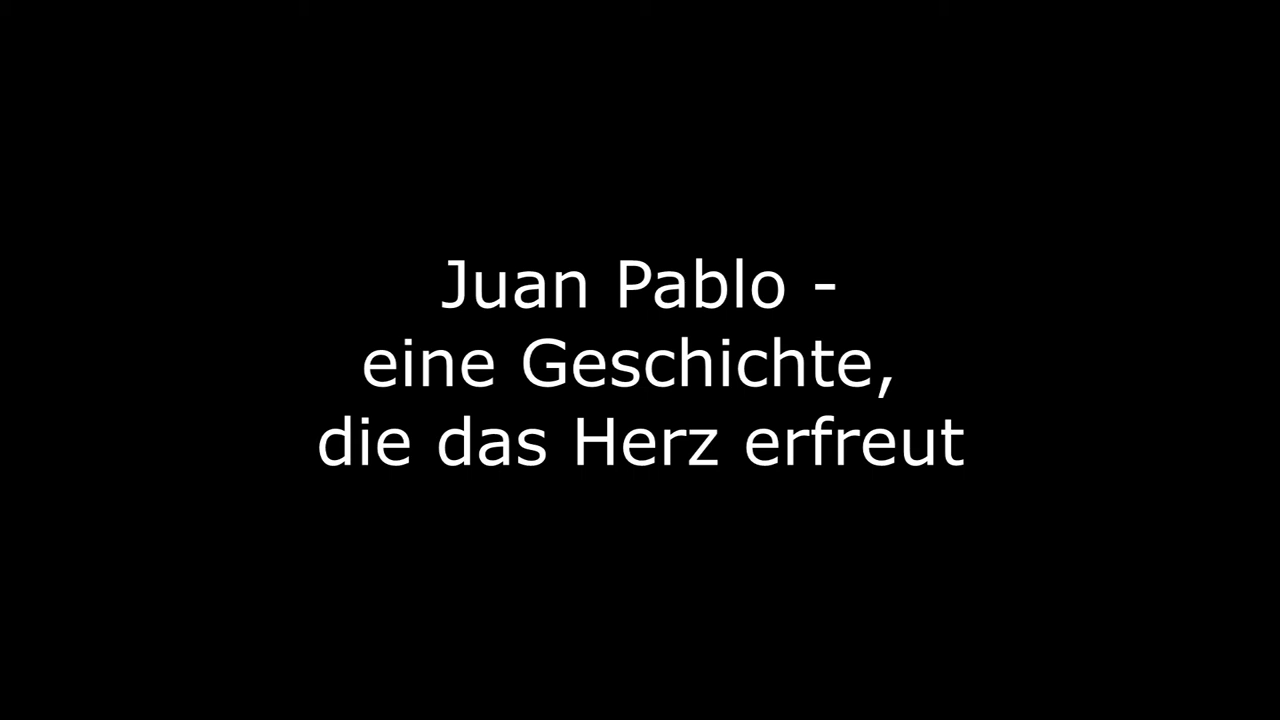 Juan Pablo -
eine Geschichte,
die das Herz erfreut